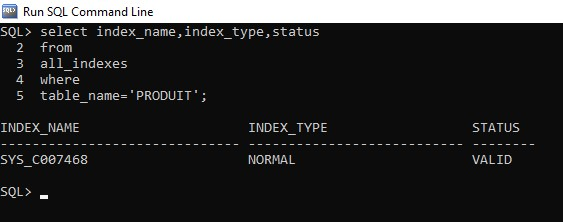 Run SQL Command Line
SQL> select index_name,index_type,status
2 from
3 all_indexes
4 where
5 table_name='PRODUIT';
INDEX_NAME INDEX_TYPE STATUS
------------------------------ --------------------------- --------
SYS_C007468 NORMAL VALID
SQL>